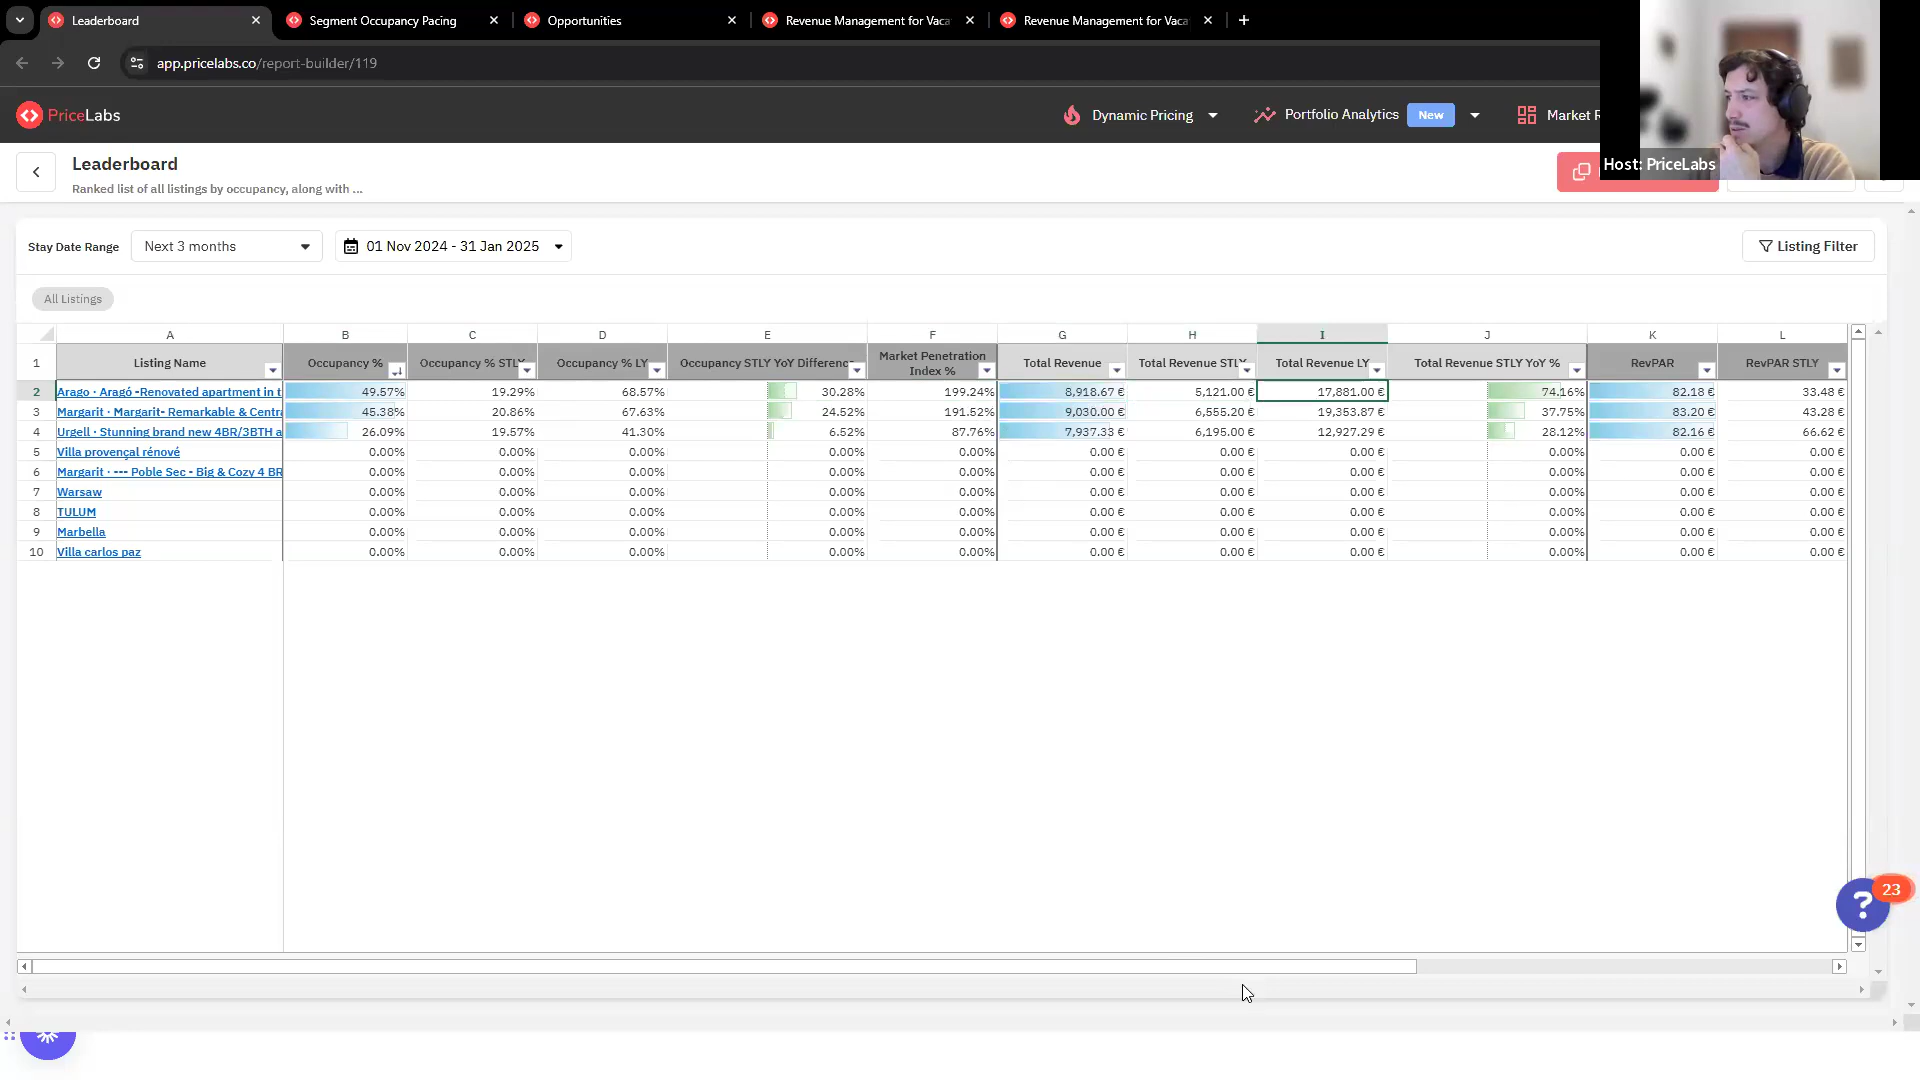 Leaderboard
Segment Occupancy Pacing
Opportunities
Revenue Management for Vaca
Revenue Management for Vaca
app.pricelabs.co/report-builder/119
PriceLabs
Dynamic Pricing
Portfolio Analytics
New
Market R
Host: PriceLabs
Leaderboard
Ranked list of all listings by occupancy, along with ...
Stay Date Range
Next 3 months
01 Nov 2024 - 31 Jan 2025
Listing Filter
All Listings
A B C D E F G H I J K L
1 Listing Name Occupancy % Occupancy % STLY Occupancy % LY Occupancy STLY YoY Difference Market Penetration Index % Total Revenue Total Revenue STLY Total Revenue LY Total Revenue STLY YoY % RevPAR RevPAR STLY
2 Arago · Aragó -Renovated apartment in t 49.57% 19.29% 68.57% 30.28% 199.24% 8,918.67 € 5,121.00 € 17,881.00 € 74.16% 82.18 € 33.48 €
3 Margarit · Margarit- Remarkable & Centra 45.38% 20.86% 67.63% 24.52% 191.52% 9,030.00 € 6,555.20 € 19,353.87 € 37.75% 83.20 € 43.28 €
4 Urgell · Stunning brand new 4BR/3BTH a 26.09% 19.57% 41.30% 6.52% 87.76% 7,937.33 € 6,195.00 € 12,927.29 € 28.12% 82.16 € 66.62 €
5 Villa provençal rénové 0.00% 0.00% 0.00% 0.00% 0.00% 0.00 € 0.00 € 0.00 € 0.00% 0.00 € 0.00 €
6 Margarit · --- Poble Sec - Big & Cozy 4 BR 0.00% 0.00% 0.00% 0.00% 0.00% 0.00 € 0.00 € 0.00 € 0.00% 0.00 € 0.00 €
7 Warsaw 0.00% 0.00% 0.00% 0.00% 0.00% 0.00 € 0.00 € 0.00 € 0.00% 0.00 € 0.00 €
8 TULUM 0.00% 0.00% 0.00% 0.00% 0.00% 0.00 € 0.00 € 0.00 € 0.00% 0.00 € 0.00 €
9 Marbella 0.00% 0.00% 0.00% 0.00% 0.00% 0.00 € 0.00 € 0.00 € 0.00% 0.00 € 0.00 €
10 Villa carlos paz 0.00% 0.00% 0.00% 0.00% 0.00% 0.00 € 0.00 € 0.00 € 0.00% 0.00 € 0.00 €
23
?